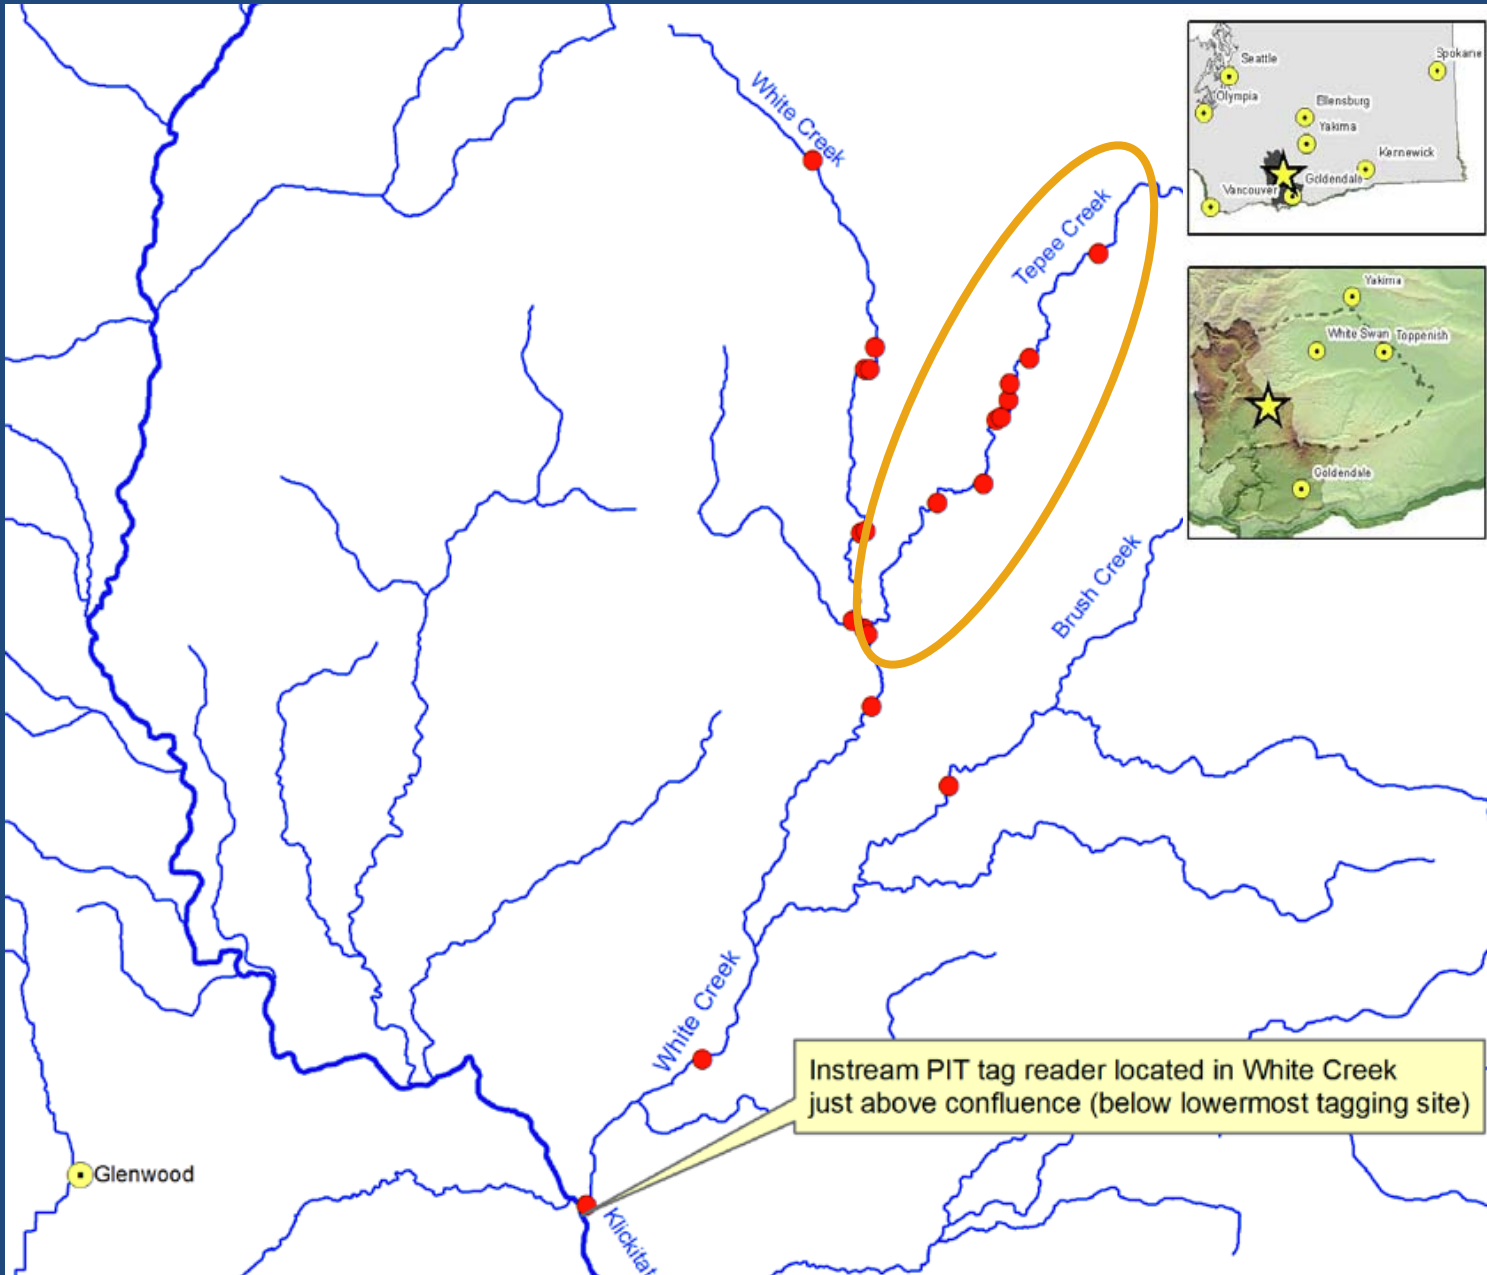 White Creek
Tepee Creek
Brush Creek
White Creek
Instream PIT tag reader located in White Creek
just above confluence (below lowermost tagging site)
Glenwood
Klickitat
Seattle
Spokane
Olympia
Ellensburg
Yakima
Kennewick
Goldendale
Vancouver
Yakima
White Swan
Toppenish
Goldendale